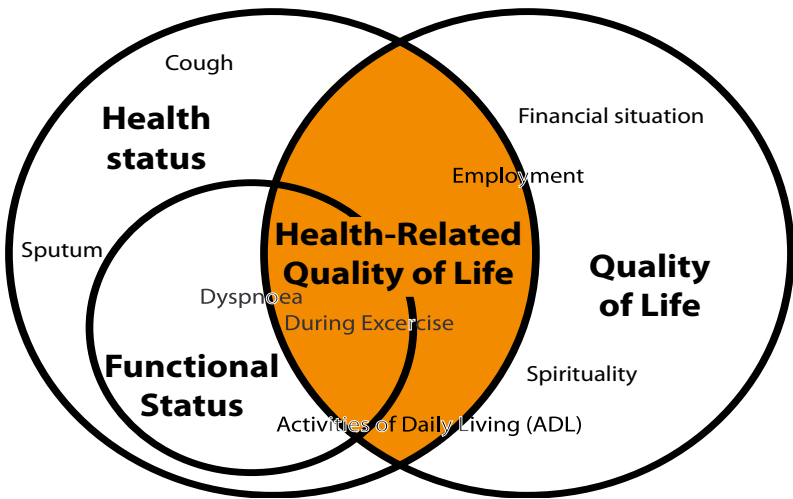 Cough
Health
status
Financial situation
Employment
Sputum
Health-Related
Quality of Life
Quality
of Life
Dyspnoea
During Excercise
Functional
Status
Spirituality
Activities of Daily Living (ADL)